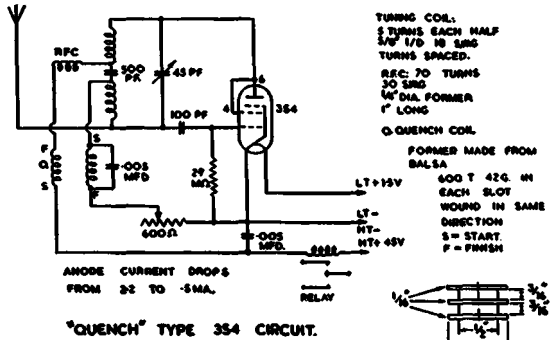 RFC
500
PF
45 PF
100 PF
4
6
3S4
F
Q
S
S
F
·005
MFD
MΩ
600Ω
·005
MFD.
LT+1·5V
LT-
HT-
HT+ 45V
RELAY
ANODE CURRENT DROPS
FROM 2·2 TO ·5MA.
"QUENCH" TYPE 3S4 CIRCUIT.
TUNING COIL:
5 TURNS EACH HALF
3/8" I/D 18 SWG
TURNS SPACED.
RFC: 70 TURNS
30 SWG
1/4" DIA. FORMER
1" LONG
Q. QUENCH COIL
FORMER MADE FROM
BALSA
600 T 42G. IN
EACH SLOT
WOUND IN SAME
DIRECTION
S = START.
F = FINISH
1/16"
3/16"
3/16"
1/2"